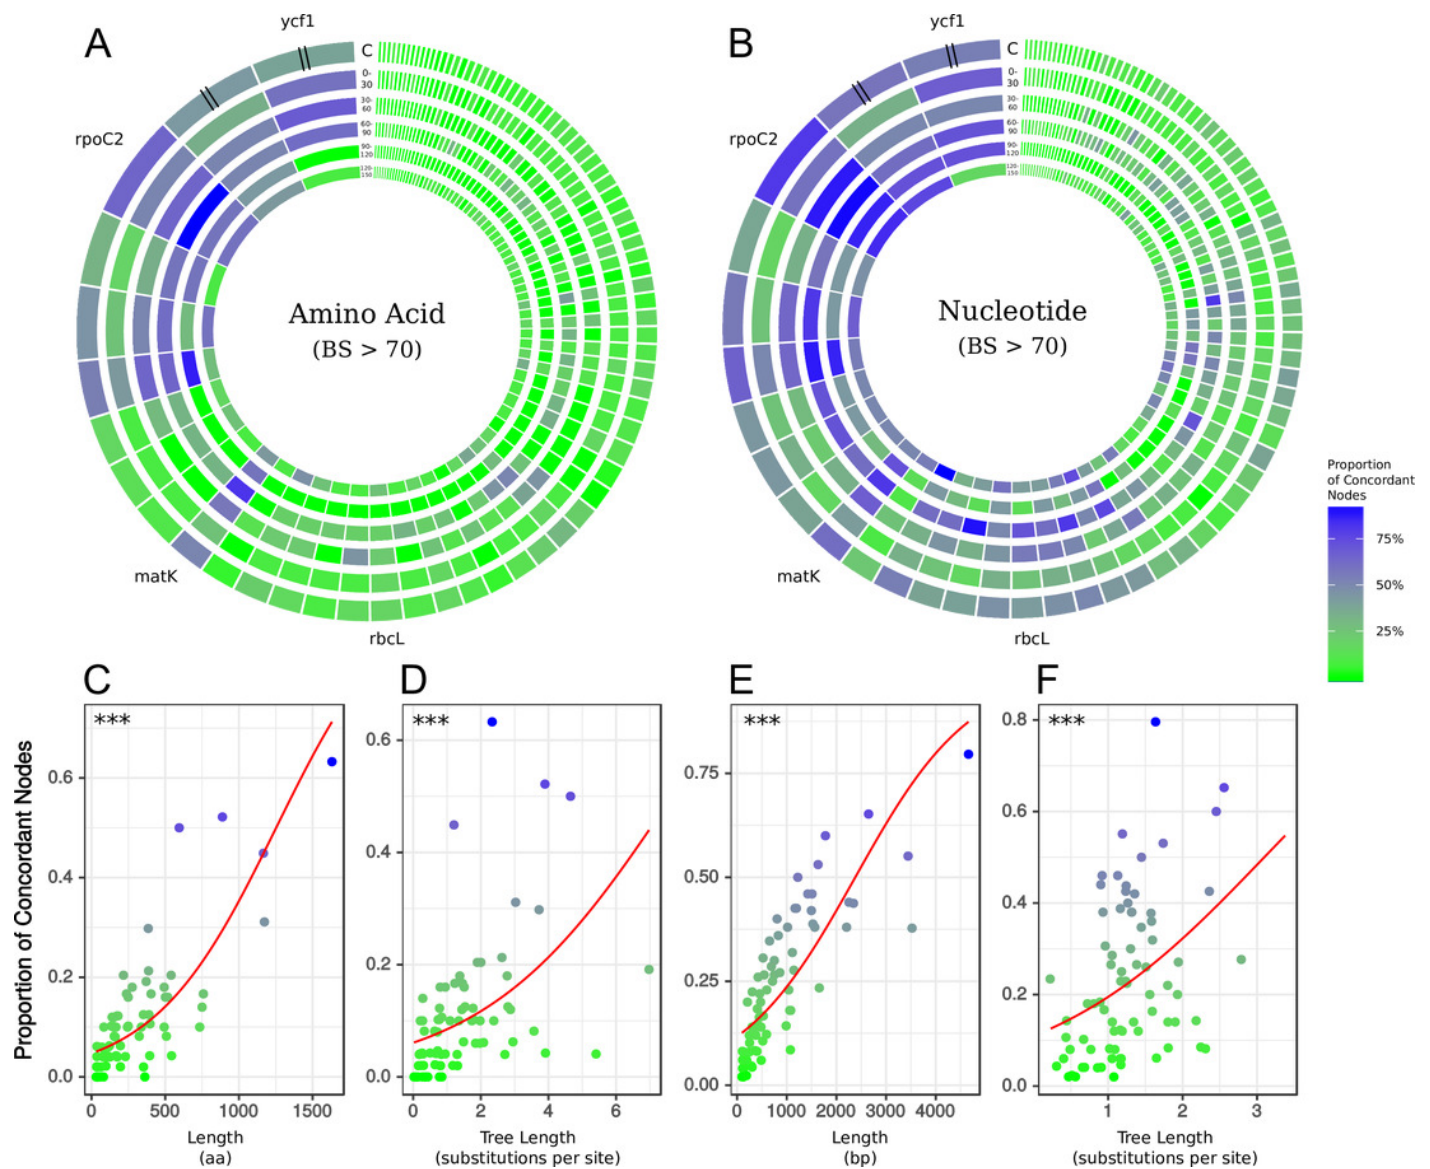 A
ycf1
C
0-
30
30-
60
60-
90
90-
120
120-
150
rpoC2
Amino Acid
(BS > 70)
matK
rbcL
B
ycf1
C
0-
30
30-
60
60-
90
90-
120
120-
150
rpoC2
Nucleotide
(BS > 70)
matK
rbcL
Proportion
of Concordant
Nodes
75%
50%
25%
Proportion of Concordant Nodes
C
***
0.6
0.4
0.2
0.0
0
500
1000
1500
Length
(aa)
D
***
0.6
0.4
0.2
0.0
0
2
4
6
Tree Length
(substitutions per site)
E
***
0.75
0.50
0.25
0.00
0
1000
2000
3000
4000
Length
(bp)
F
***
0.8
0.6
0.4
0.2
0.0
1
2
3
Tree Length
(substitutions per site)